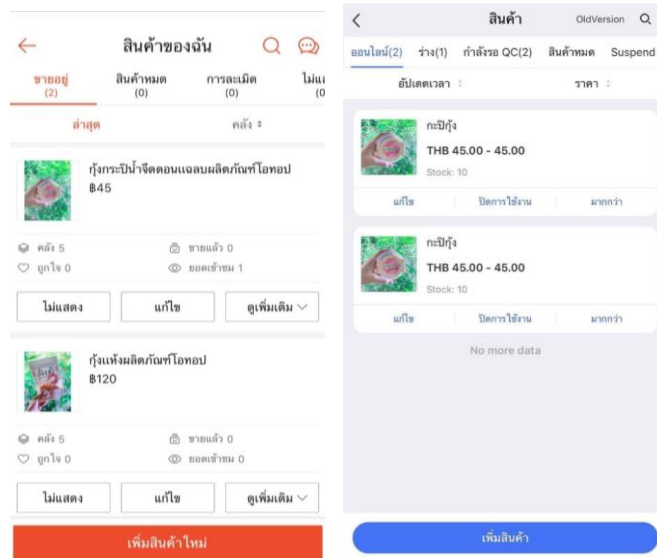 สินค้าของฉัน
ขายอยู่
(2)
สินค้าหมด
(0)
การละเมิด
(0)
ล่าสุด
คลัง
กุ้งกระปิน้ำจืดดอนแฉลบผลิตภัณฑ์โอทอป
฿45
คลัง 5
ขายแล้ว 0
ถูกใจ 0
ยอดเข้าชม 1
ไม่แสดง
แก้ไข
ดูเพิ่มเติม
กุ้งแห้งผลิตภัณฑ์โอทอป
฿120
คลัง 5
ขายแล้ว 0
ถูกใจ 0
ยอดเข้าชม 0
ไม่แสดง
แก้ไข
ดูเพิ่มเติม
เพิ่มสินค้าใหม่
สินค้า
OldVersion
ออนไลน์(2)
ร่าง(1)
กำลังรอ QC(2)
สินค้าหมด
Suspend
อัปเดตเวลา
ราคา
กะปิกุ้ง
THB 45.00 - 45.00
Stock: 10
แก้ไข
ปิดการใช้งาน
มากกว่า
กะปิกุ้ง
THB 45.00 - 45.00
Stock: 10
แก้ไข
ปิดการใช้งาน
มากกว่า
No more data
เพิ่มสินค้า